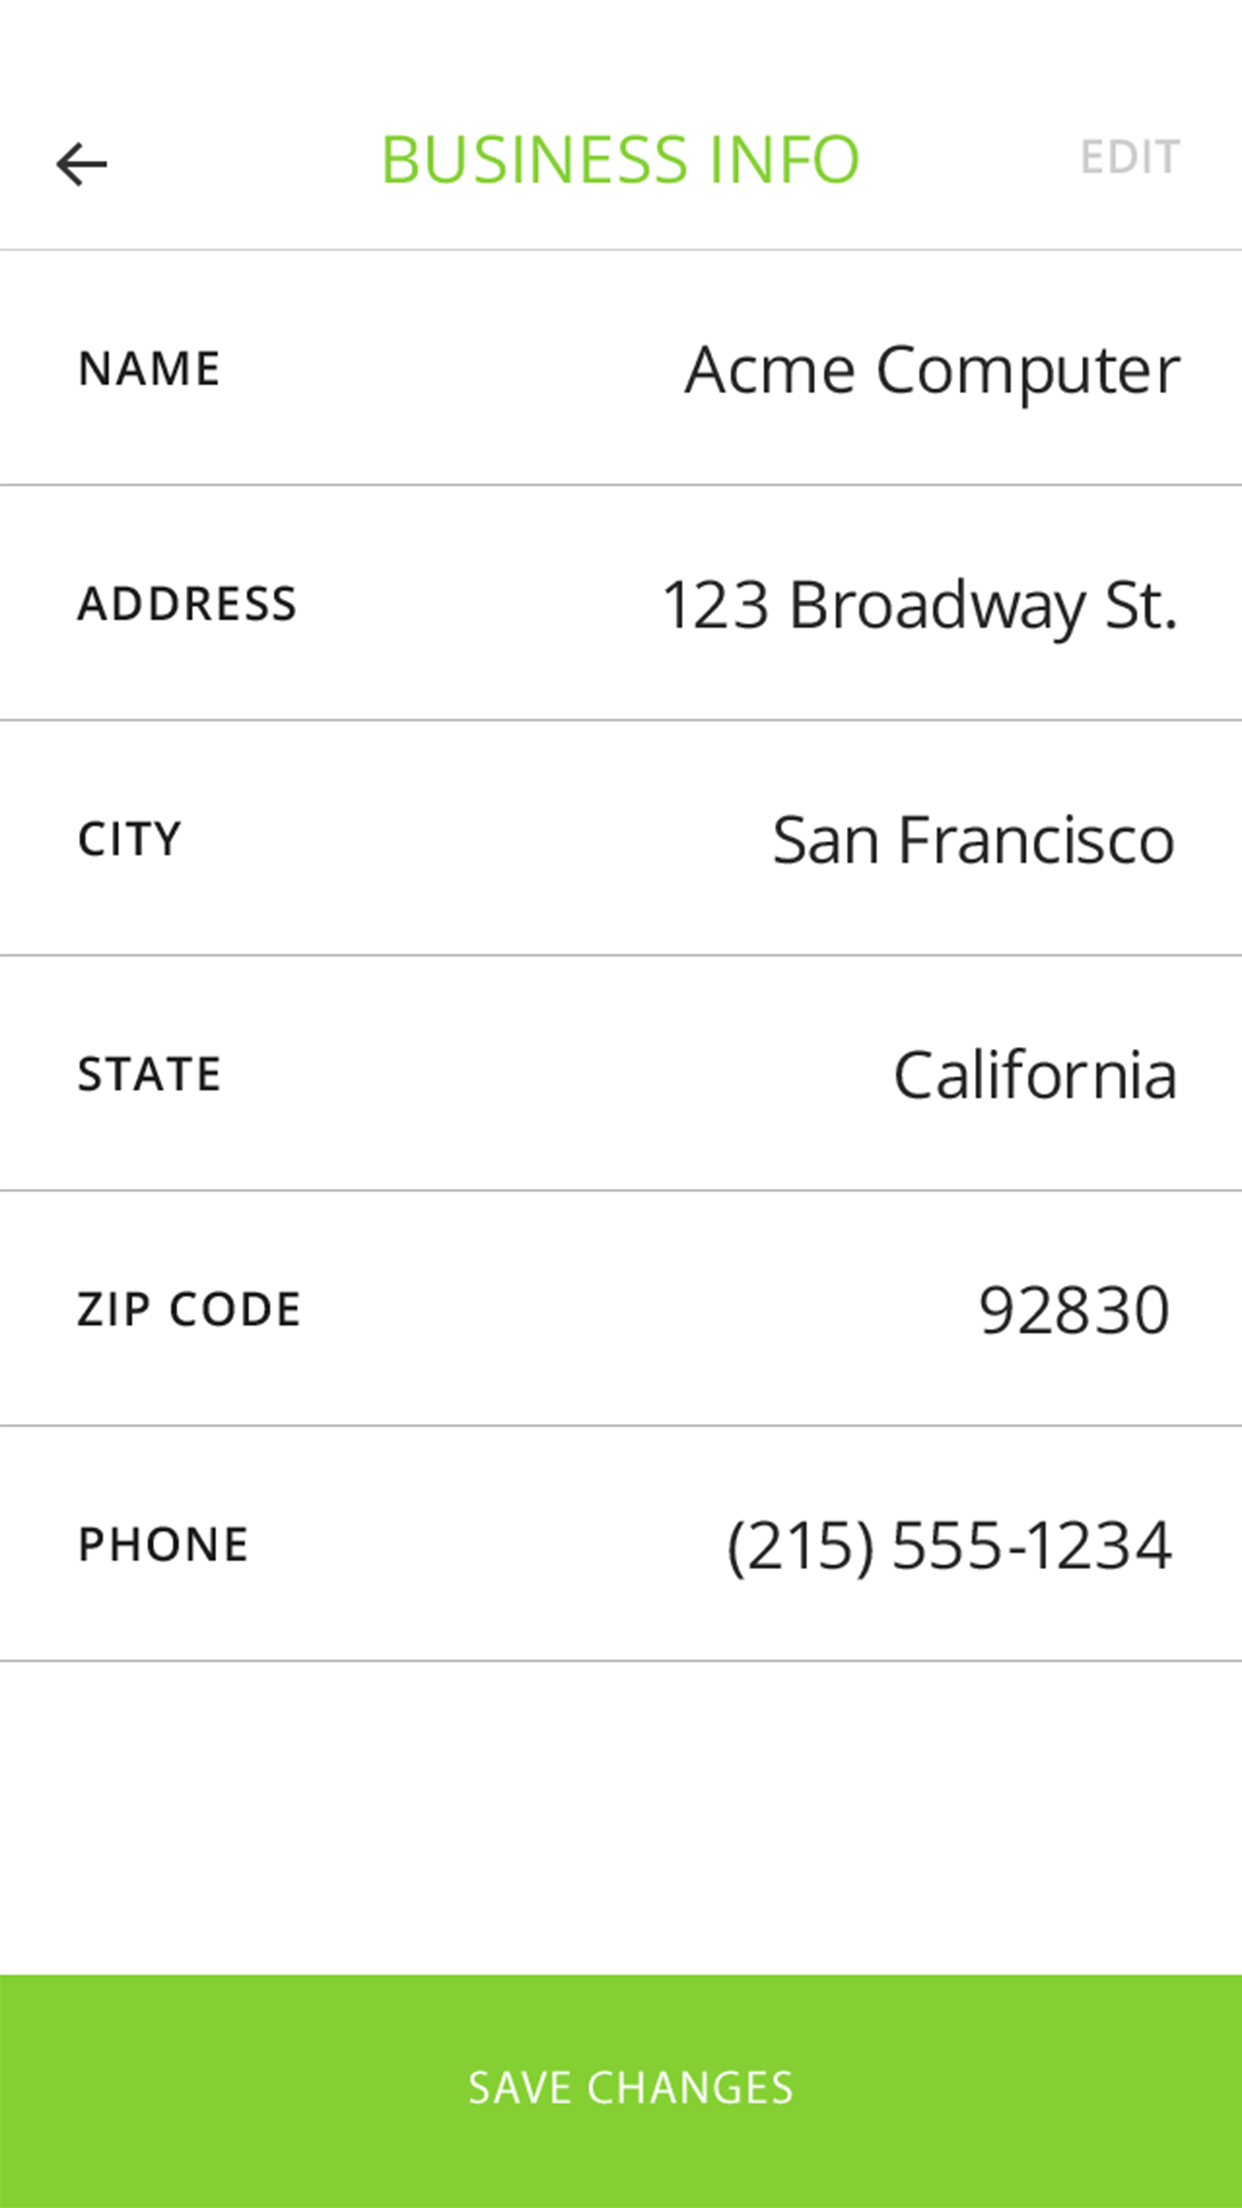 BUSINESS INFO
EDIT
NAME
Acme Computer
ADDRESS
123 Broadway St.
CITY
San Francisco
STATE
California
ZIP CODE
92830
PHONE
(215) 555-1234
SAVE CHANGES